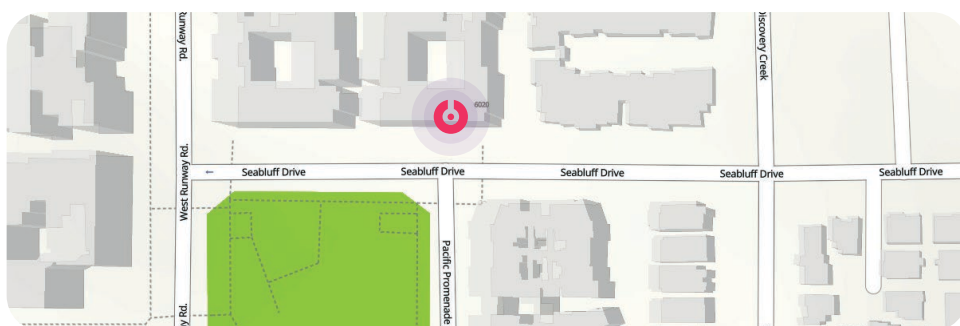 Runway Rd.
Discovery Creek
6020
West Runway Rd.
← Seabluff Drive
Seabluff Drive
Seabluff Drive
Seabluff Drive
Seabluff Drive
Pacific Promenade
y Rd.